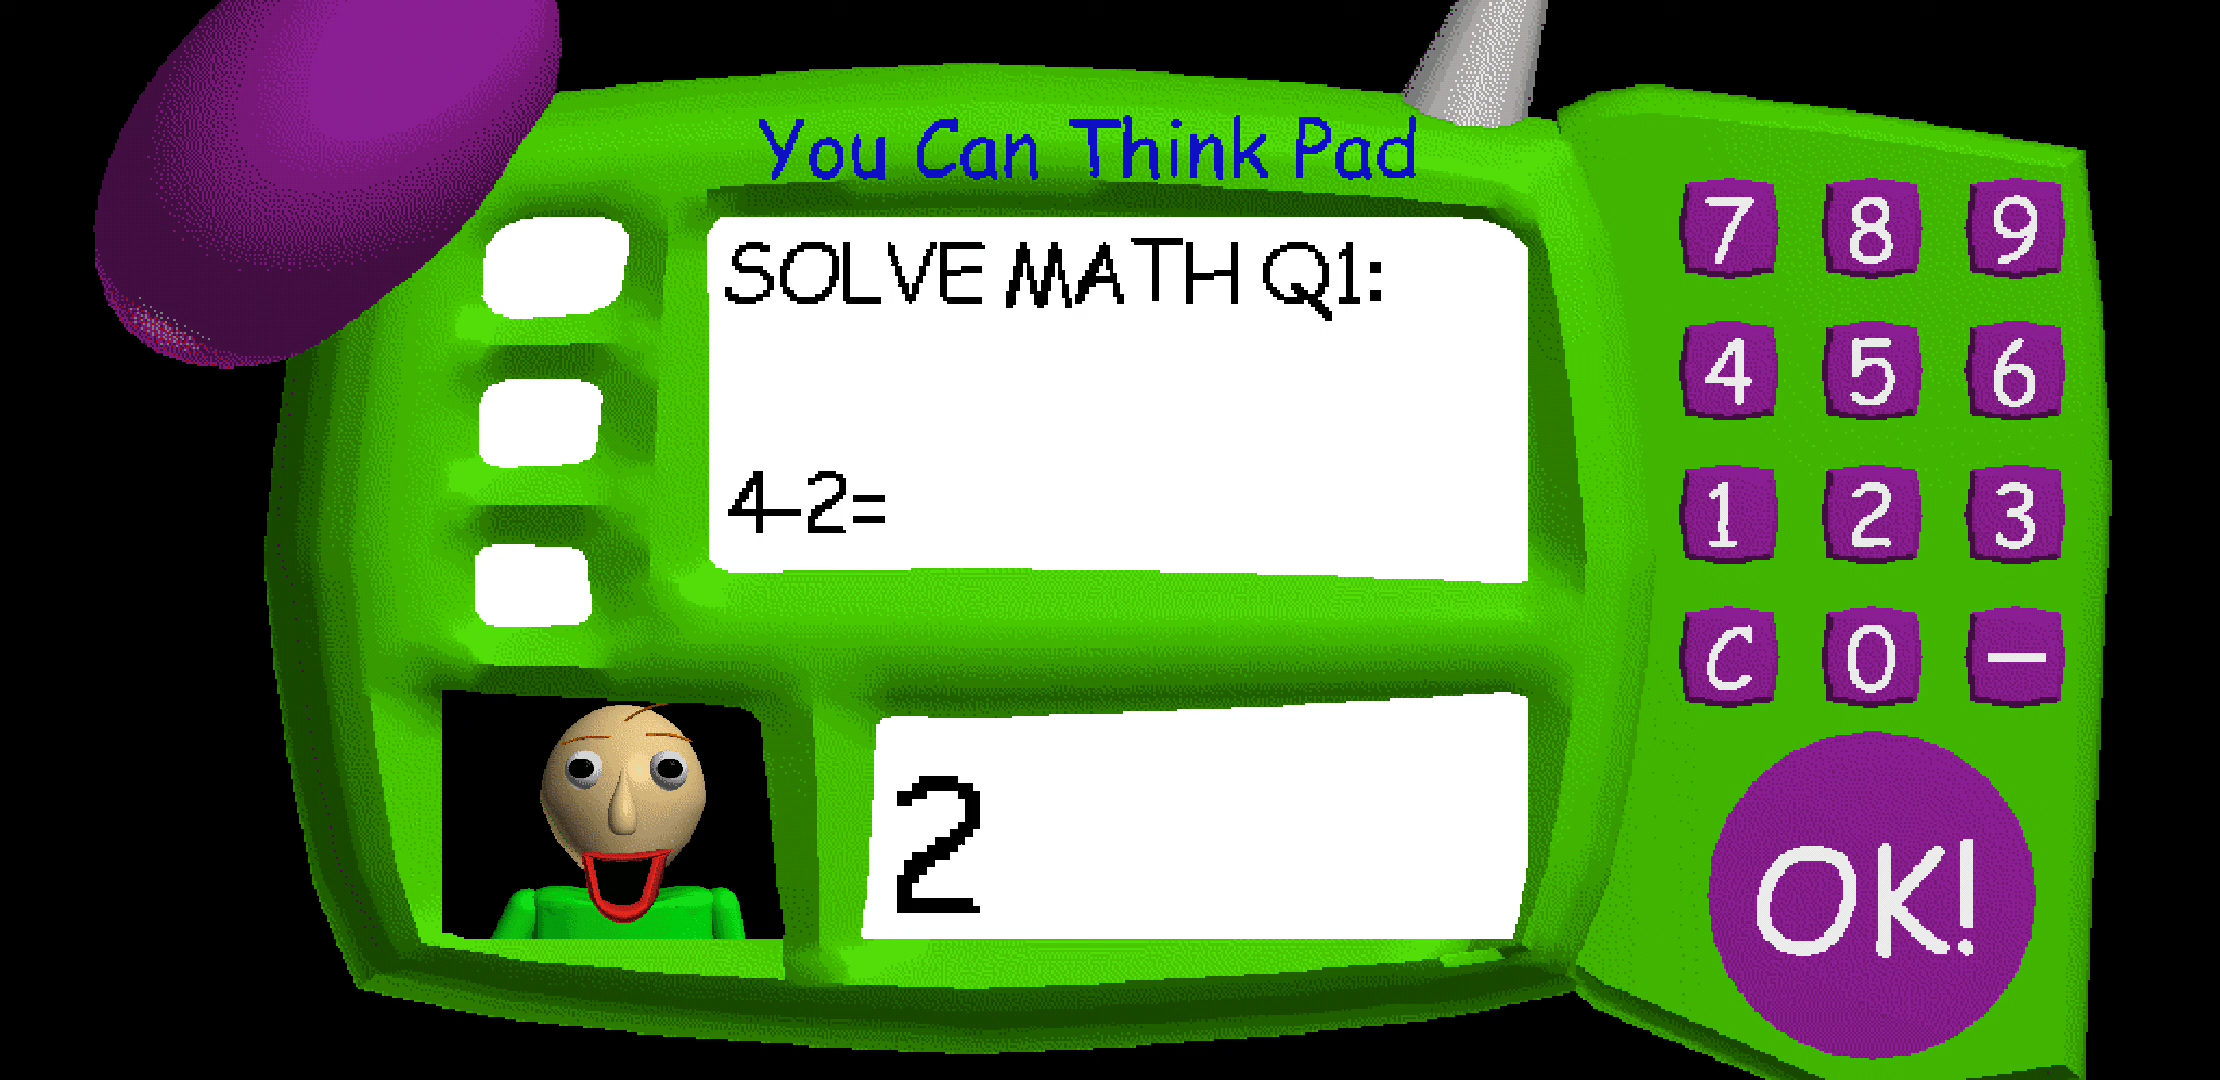 You Can Think Pad
SOLVE MATH Q1:
4-2=
2
7 8 9
4 5 6
1 2 3
C 0 –
OK!